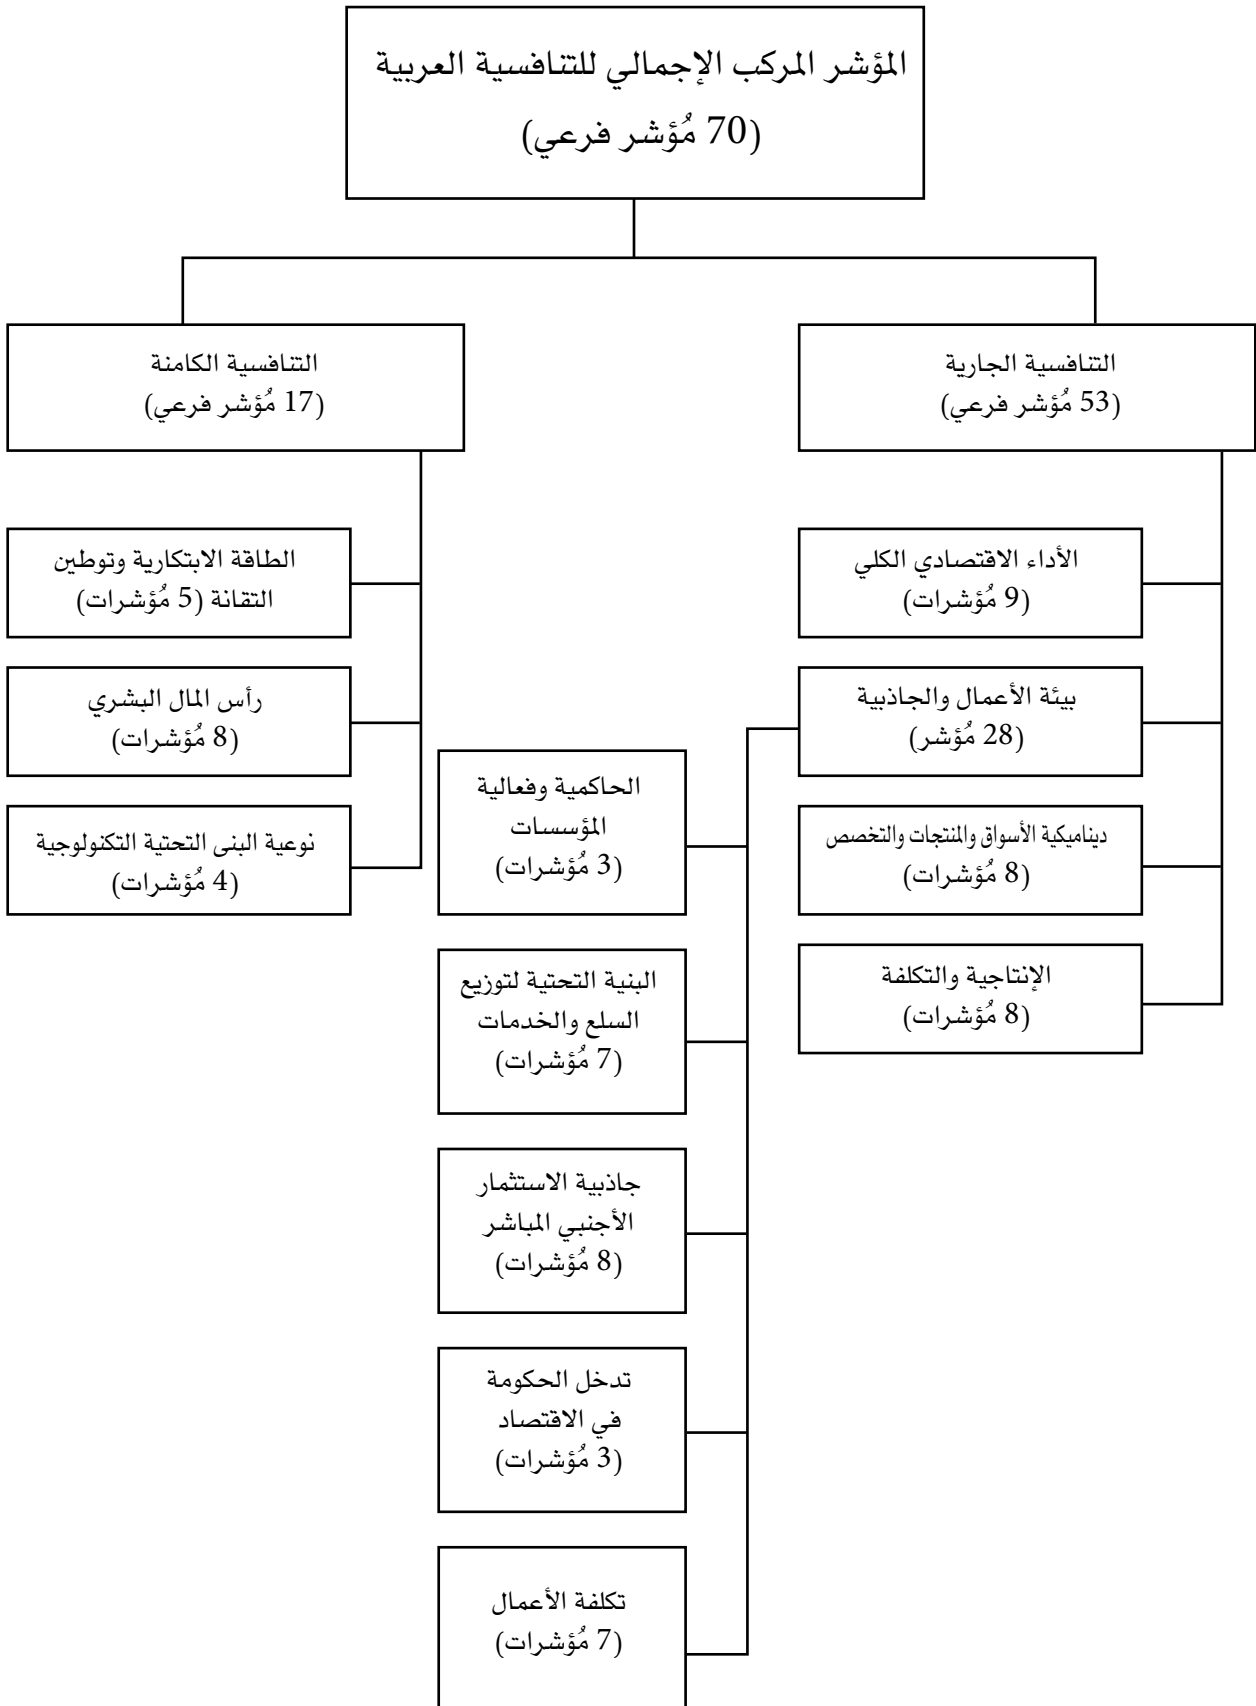 المؤشر المركب الإجمالي للتنافسية العربية
(70 مُؤشر فرعي)
التنافسية الجارية
(53 مُؤشر فرعي)
الأداء الاقتصادي الكلي
(9 مُؤشرات)
بيئة الأعمال والجاذبية
(28 مُؤشر)
ديناميكية الأسواق والمنتجات والتخصص
(8 مُؤشرات)
الإنتاجية والتكلفة
(8 مُؤشرات)
الحاكمية وفعالية
المؤسسات
(3 مُؤشرات)
البنية التحتية لتوزيع
السلع والخدمات
(7 مُؤشرات)
جاذبية الاستثمار
الأجنبي المباشر
(8 مُؤشرات)
تدخل الحكومة
في الاقتصاد
(3 مُؤشرات)
تكلفة الأعمال
(7 مُؤشرات)
التنافسية الكامنة
(17 مُؤشر فرعي)
الطاقة الابتكارية وتوطين
التقانة (5 مُؤشرات)
رأس المال البشري
(8 مُؤشرات)
نوعية البنى التحتية التكنولوجية
(4 مُؤشرات)